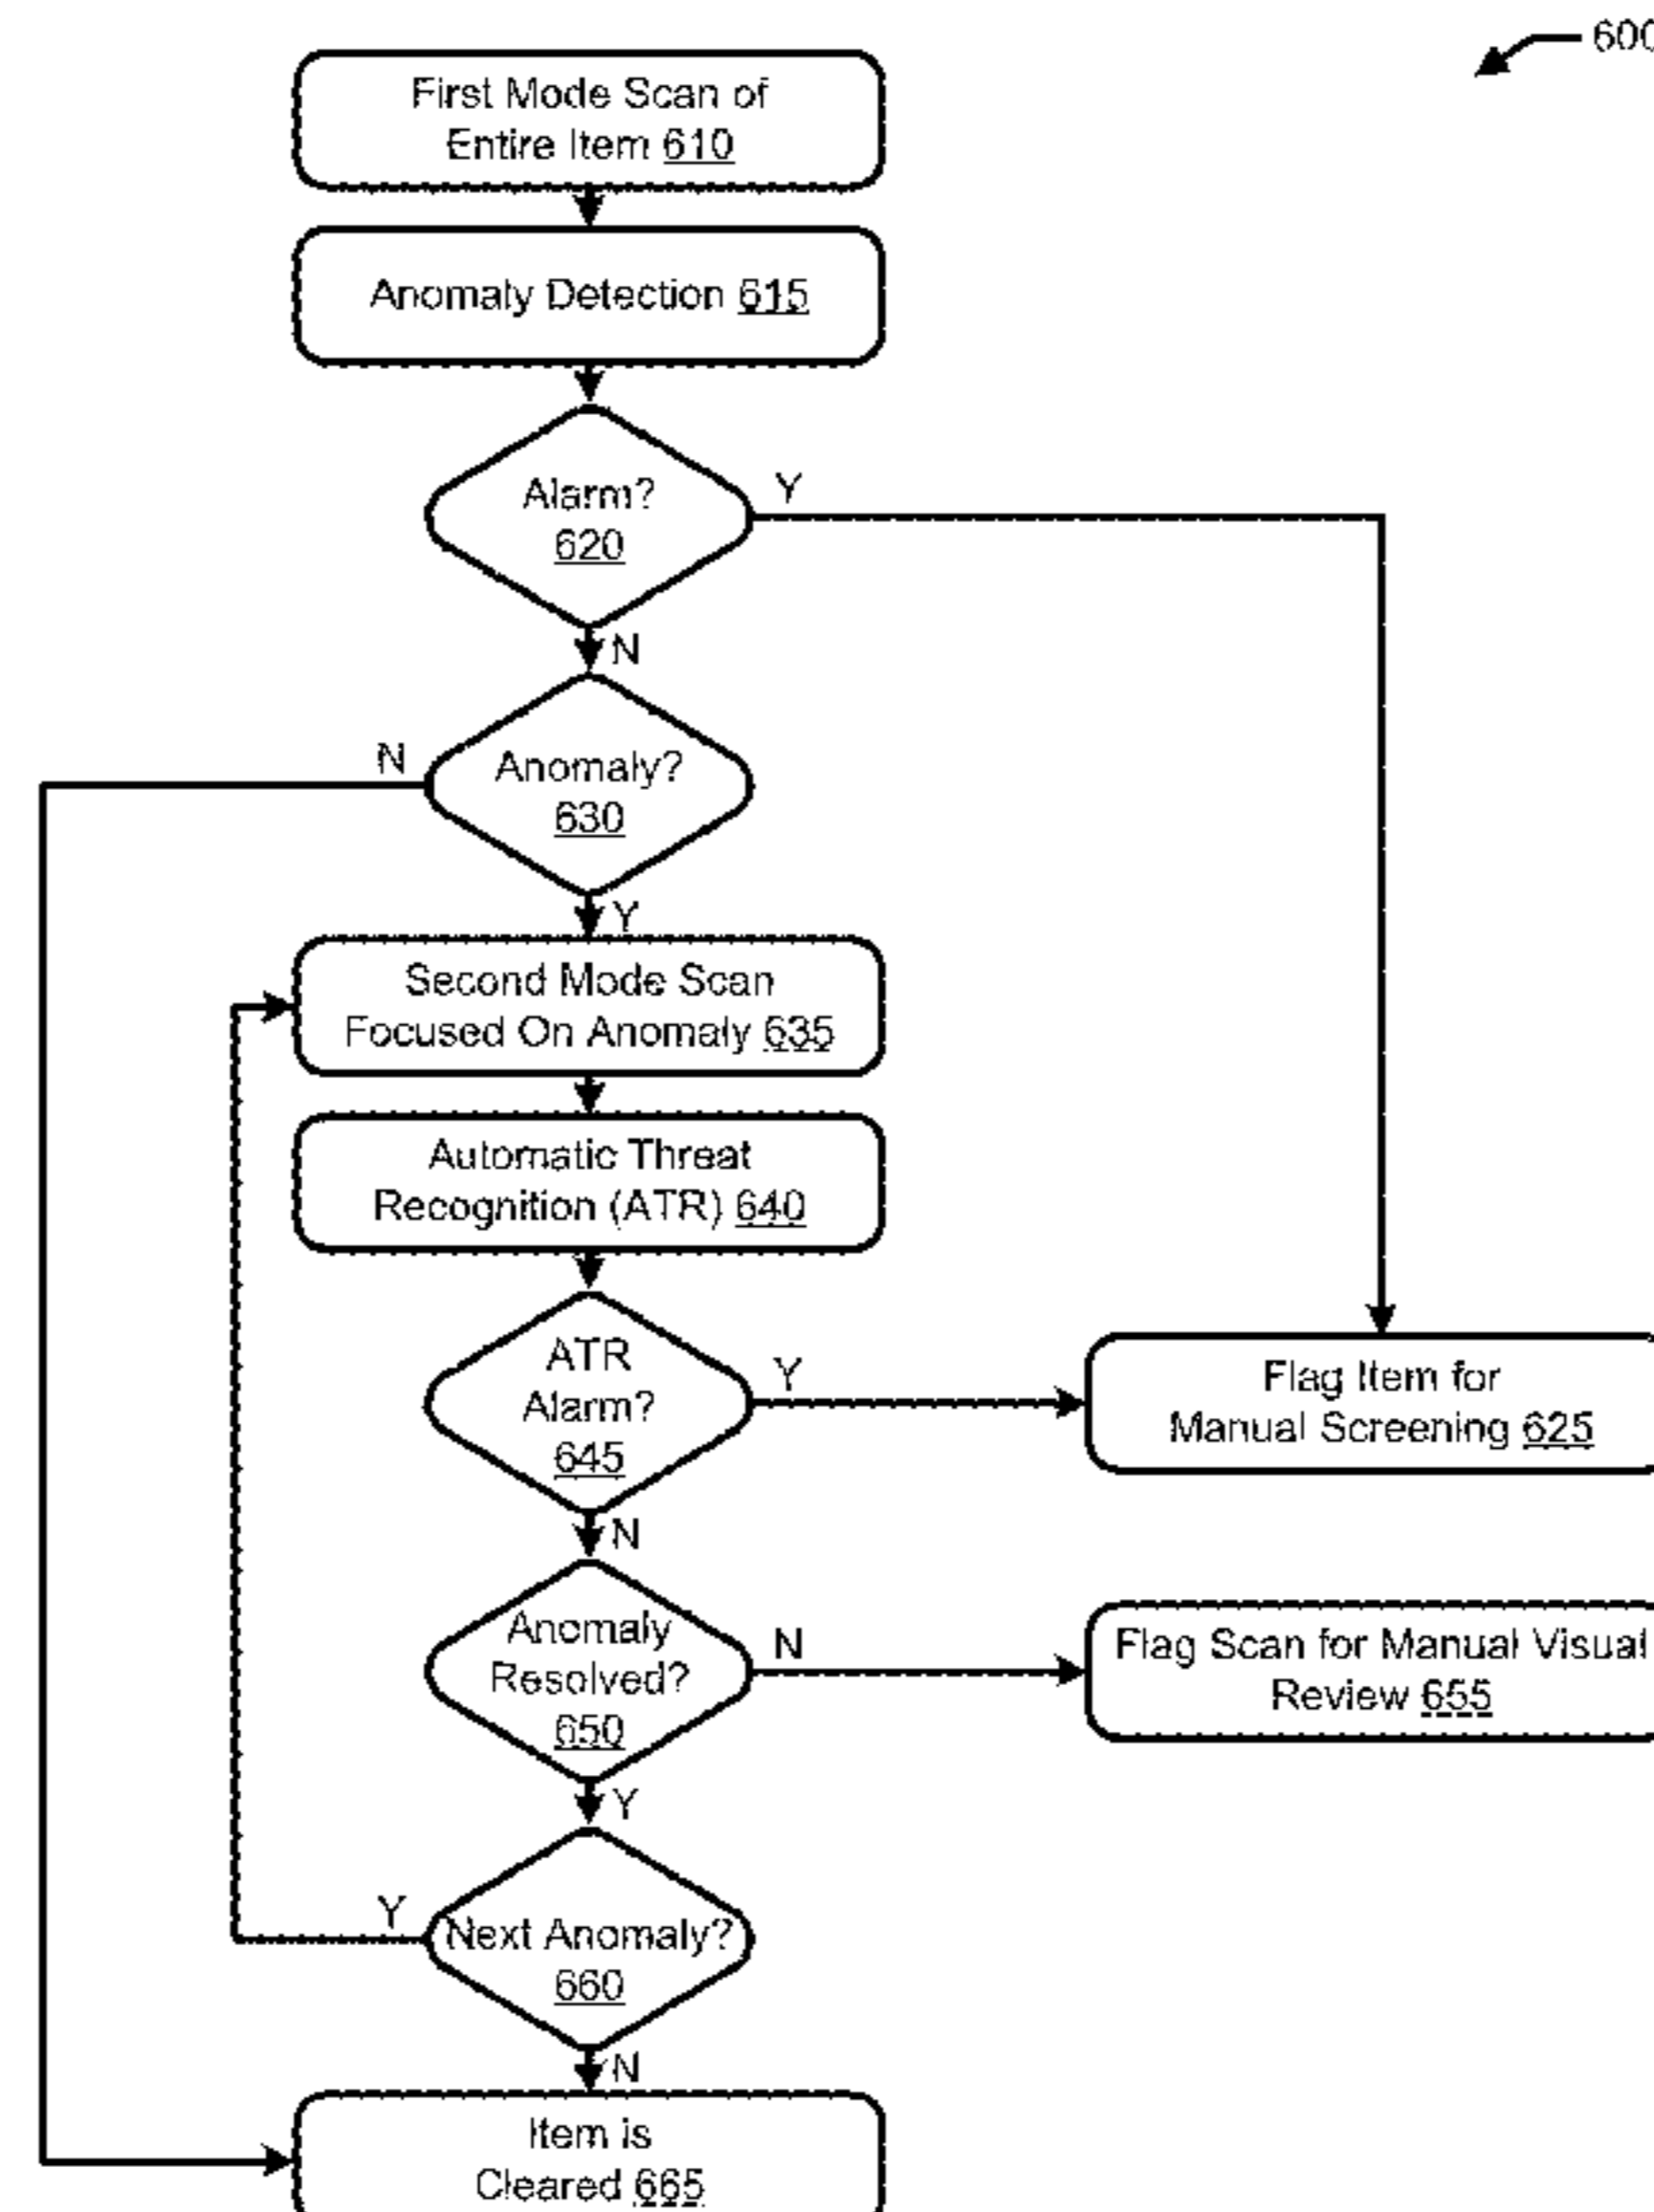 600
First Mode Scan of
Entire Item 610
Anomaly Detection 615
Alarm?
620
Y
N
Anomaly?
630
N
Y
Second Mode Scan
Focused On Anomaly 635
Automatic Threat
Recognition (ATR) 640
ATR
Alarm?
645
Y
Flag Item for
Manual Screening 625
N
Anomaly
Resolved?
650
N
Flag Scan for Manual Visual
Review 655
Y
Next Anomaly?
660
Y
N
Item is
Cleared 665